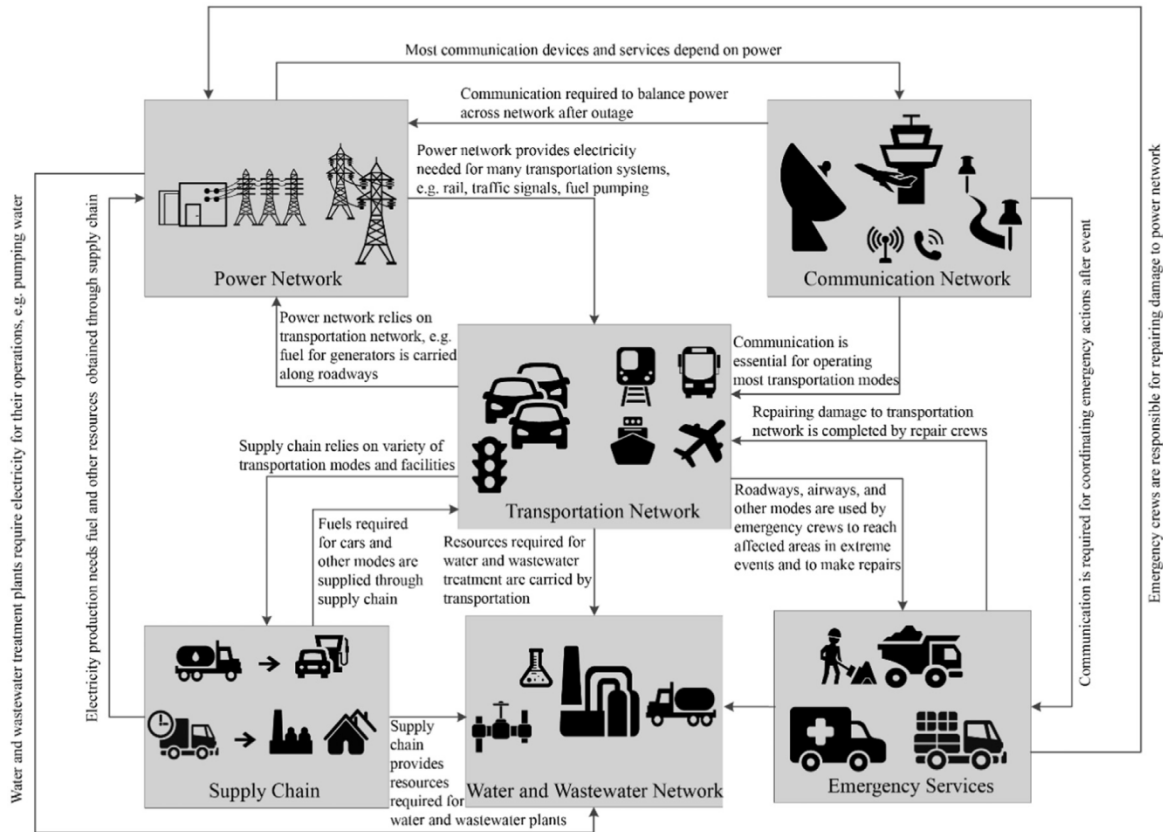 Most communication devices and services depend on power
Communication required to balance power
across network after outage
Power network provides electricity
needed for many transportation systems,
e.g. rail, traffic signals, fuel pumping
Power Network
Communication Network
Water and wastewater treatment plants require electricity for their operations, e.g. pumping water
Electricity production needs fuel and other resources obtained through supply chain
Communication is required for coordinating emergency actions after event
Emergency crews are responsible for repairing damage to power network
Power network relies on
transportation network, e.g.
fuel for generators is carried
along roadways
Communication is
essential for operating
most transportation modes
Repairing damage to transportation
network is completed by repair crews
Supply chain relies on variety of
transportation modes and facilities
Transportation Network
Roadways, airways, and
other modes are used by
emergency crews to reach
affected areas in extreme
events and to make repairs
Fuels required
for cars and
other modes are
supplied through
supply chain
Resources required for
water and wastewater
treatment are carried by
transportation
Supply
chain
provides
resources
required for
water and wastewater plants
Supply Chain
Water and Wastewater Network
Emergency Services